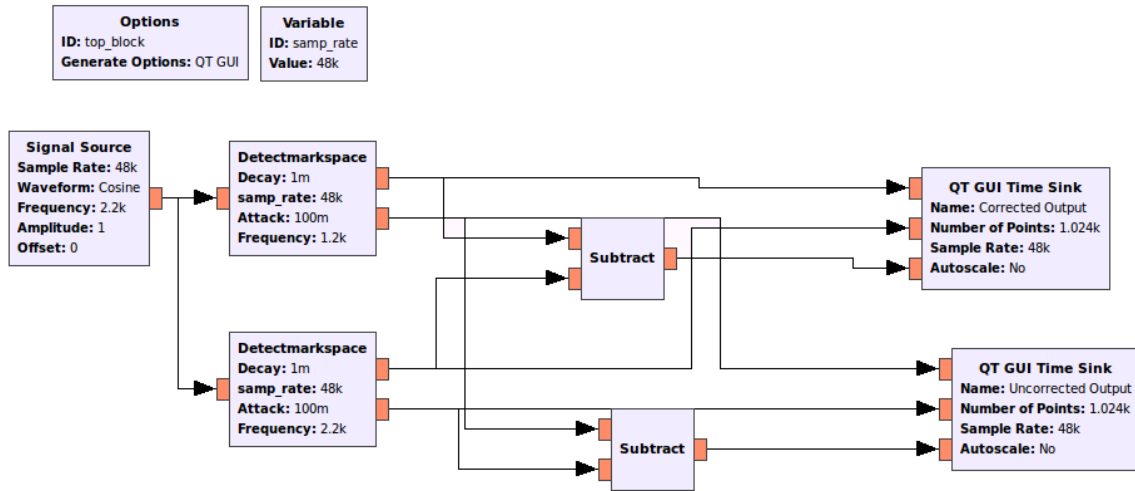 Options
ID: top_block
Generate Options: QT GUI
Variable
ID: samp_rate
Value: 48k
Signal Source
Sample Rate: 48k
Waveform: Cosine
Frequency: 2.2k
Amplitude: 1
Offset: 0
Detectmarkspace
Decay: 1m
samp_rate: 48k
Attack: 100m
Frequency: 1.2k
Subtract
QT GUI Time Sink
Name: Corrected Output
Number of Points: 1.024k
Sample Rate: 48k
Autoscale: No
Detectmarkspace
Decay: 1m
samp_rate: 48k
Attack: 100m
Frequency: 2.2k
Subtract
QT GUI Time Sink
Name: Uncorrected Output
Number of Points: 1.024k
Sample Rate: 48k
Autoscale: No